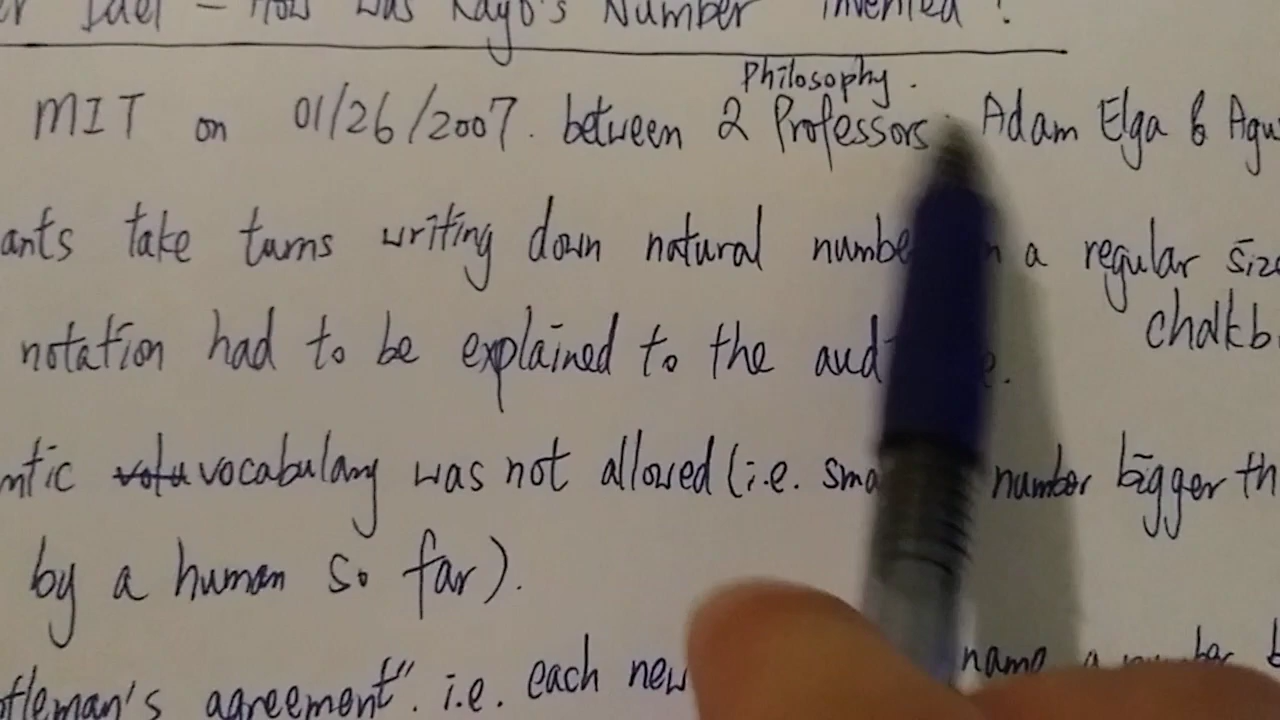 Duel – How was Rayo's Number invented?
Philosophy.
MIT on 01/26/2007. between 2 Professors: Adam Elga & Agu
ants take turns writing down natural numbe n a regular siz
chalkb
notation had to be explained to the aud e.
ntic vocabulary was not allowed (i.e. sma number bigger th
by a human so far).
tleman's agreement". i.e. each new name a number b